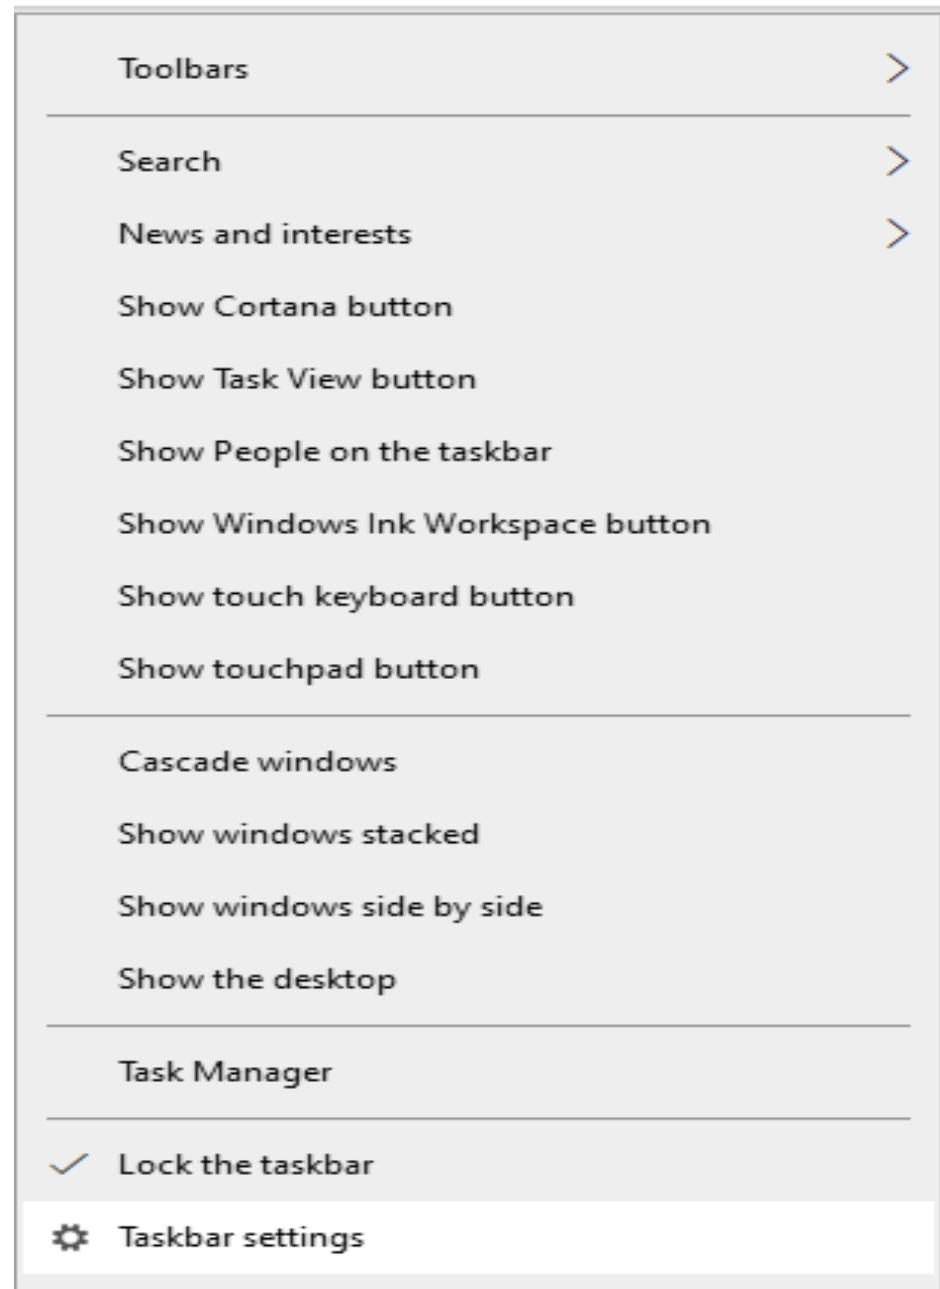 Toolbars
Search
News and interests
Show Cortana button
Show Task View button
Show People on the taskbar
Show Windows Ink Workspace button
Show touch keyboard button
Show touchpad button
Cascade windows
Show windows stacked
Show windows side by side
Show the desktop
Task Manager
Lock the taskbar
Taskbar settings